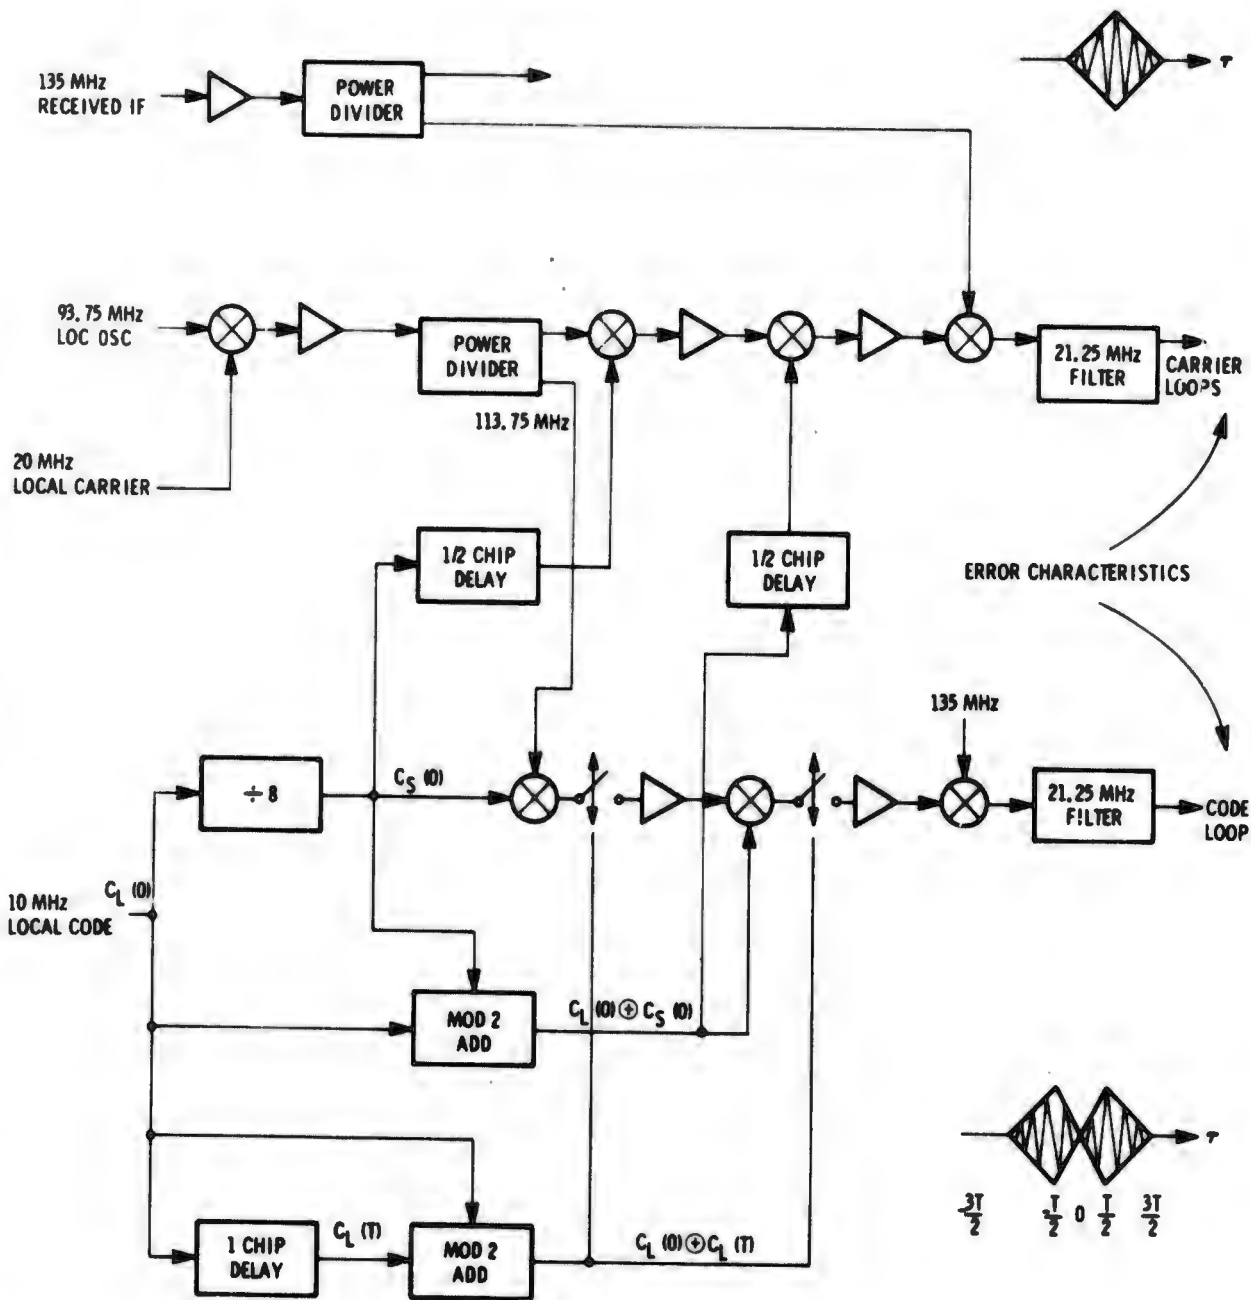 135 MHz
RECEIVED IF
POWER
DIVIDER
τ
93.75 MHz
LOC OSC
POWER
DIVIDER
113.75 MHz
21.25 MHz
FILTER
CARRIER
LOOPS
20 MHz
LOCAL CARRIER
1/2 CHIP
DELAY
1/2 CHIP
DELAY
ERROR CHARACTERISTICS
135 MHz
÷ 8
C_S (0)
21.25 MHz
FILTER
CODE
LOOP
C_L (0)
10 MHz
LOCAL CODE
MOD 2
ADD
C_L (0) ⊕ C_S (0)
τ
-3T/2 -T/2 0 T/2 3T/2
1 CHIP
DELAY
C_L (T)
MOD 2
ADD
C_L (0) ⊕ C_L (T)